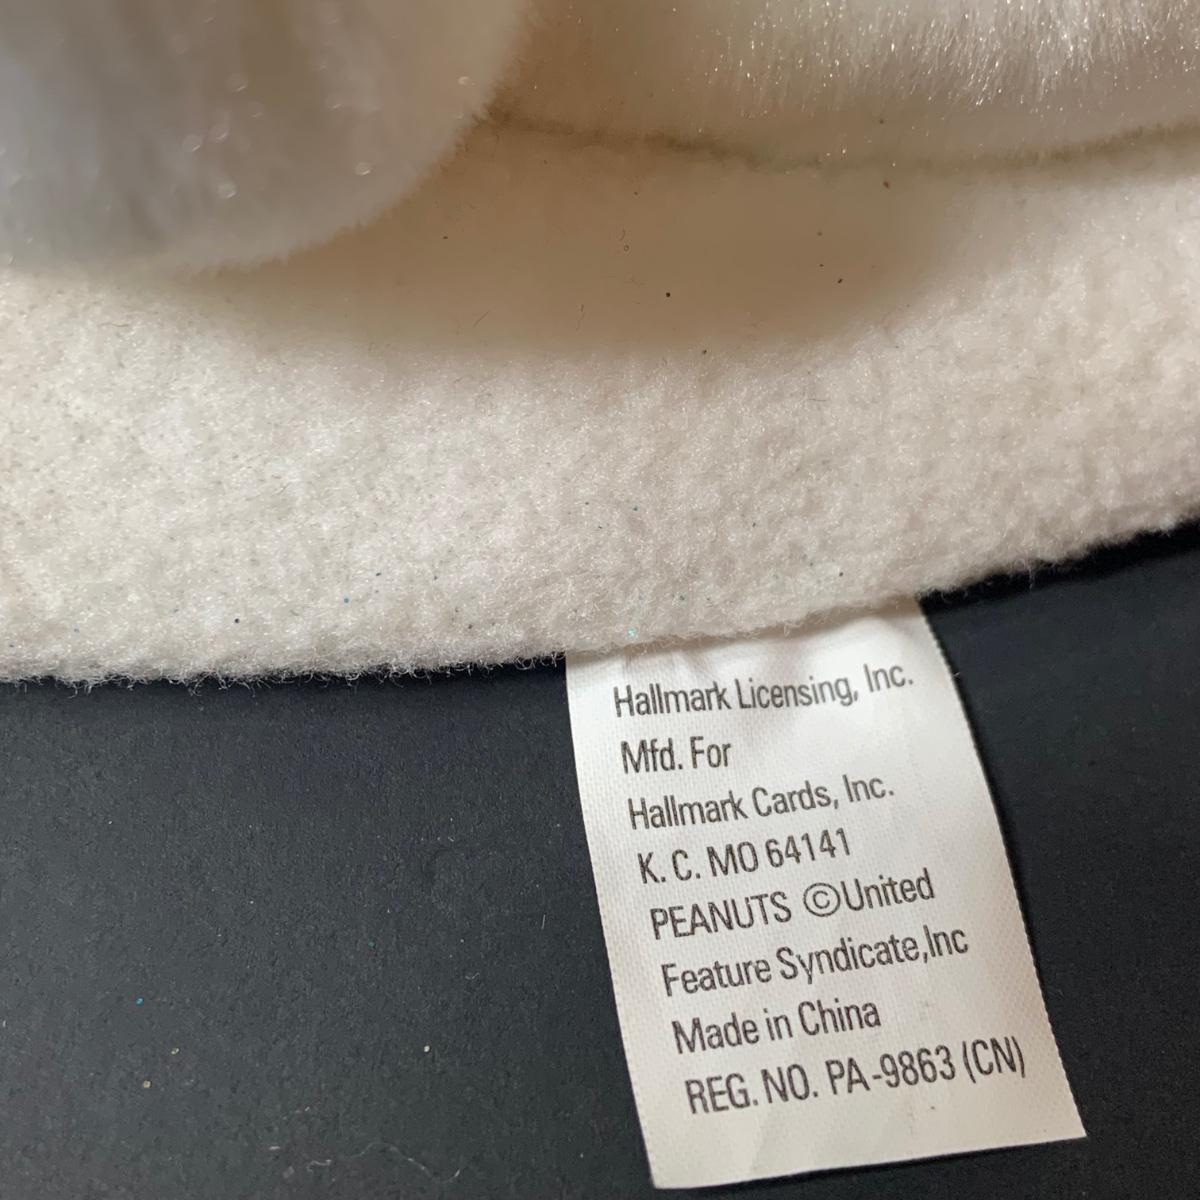 Hallmark Licensing, Inc.
Mfd. For
Hallmark Cards, Inc.
K. C. MO 64141
PEANUTS ©United
Feature Syndicate,Inc
Made in China
REG. NO. PA-9863 (CN)